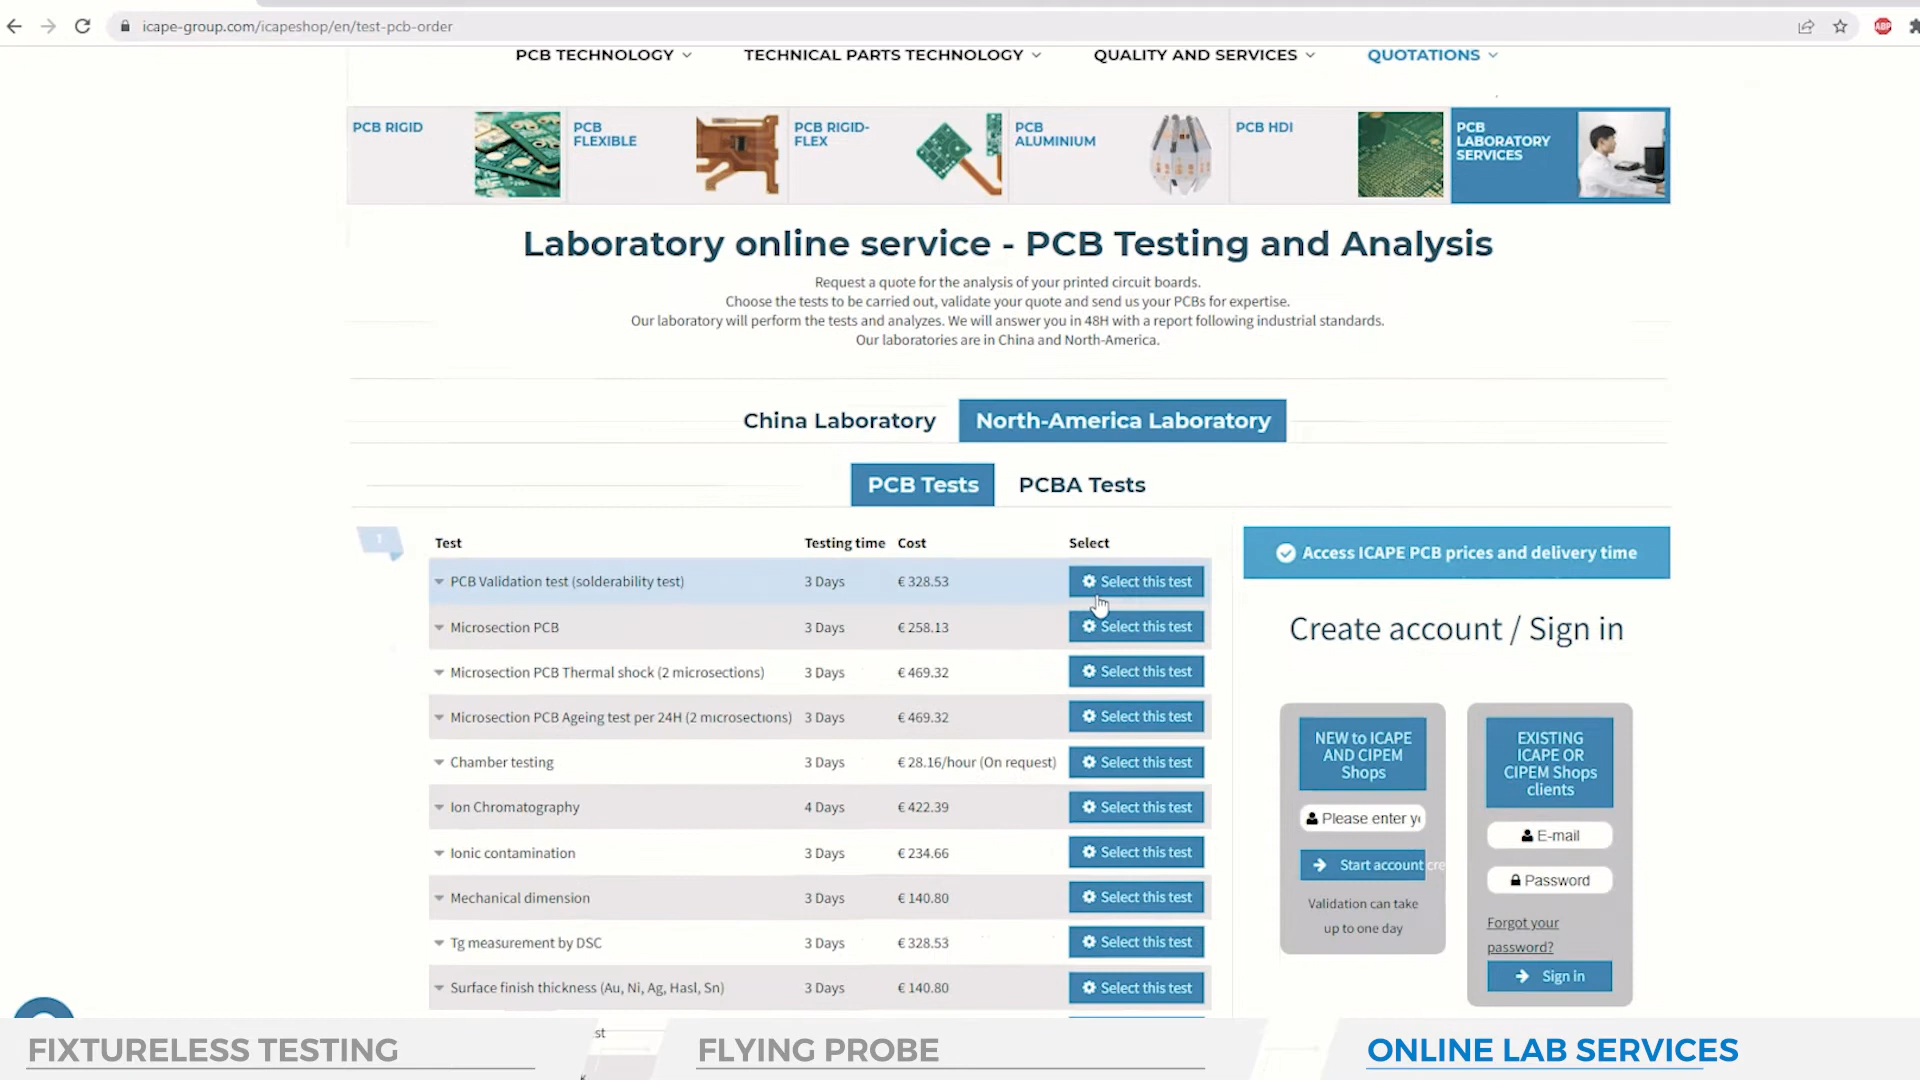 icape-group.com/icapeshop/en/test-pcb-order
ABP
PCB TECHNOLOGY
TECHNICAL PARTS TECHNOLOGY
QUALITY AND SERVICES
QUOTATIONS
PCB RIGID
PCB
FLEXIBLE
PCB RIGID-
FLEX
PCB
ALUMINIUM
PCB HDI
PCB
LABORATORY
SERVICES
Laboratory online service - PCB Testing and Analysis
Request a quote for the analysis of your printed circuit boards.
Choose the tests to be carried out, validate your quote and send us your PCBs for expertise.
Our laboratory will perform the tests and analyzes. We will answer you in 48H with a report following industrial standards.
Our laboratories are in China and North-America.
China Laboratory
North-America Laboratory
PCB Tests
PCBA Tests
Test Testing time Cost Select
PCB Validation test (solderability test) 3 Days € 328.53 Select this test
Microsection PCB 3 Days € 258.13 Select this test
Microsection PCB Thermal shock (2 microsections) 3 Days € 469.32 Select this test
Microsection PCB Ageing test per 24H (2 microsections) 3 Days € 469.32 Select this test
Chamber testing 3 Days € 28.16/hour (On request) Select this test
Ion Chromatography 4 Days € 422.39 Select this test
Ionic contamination 3 Days € 234.66 Select this test
Mechanical dimension 3 Days € 140.80 Select this test
Tg measurement by DSC 3 Days € 328.53 Select this test
Surface finish thickness (Au, Ni, Ag, Hasl, Sn) 3 Days € 140.80 Select this test
st
Access ICAPE PCB prices and delivery time
Create account / Sign in
NEW to ICAPE
AND CIPEM
Shops
Please enter y
Start account cre
Validation can take
up to one day
EXISTING
ICAPE OR
CIPEM Shops
clients
E-mail
Password
Forgot your
password?
Sign in
FIXTURELESS TESTING
FLYING PROBE
ONLINE LAB SERVICES